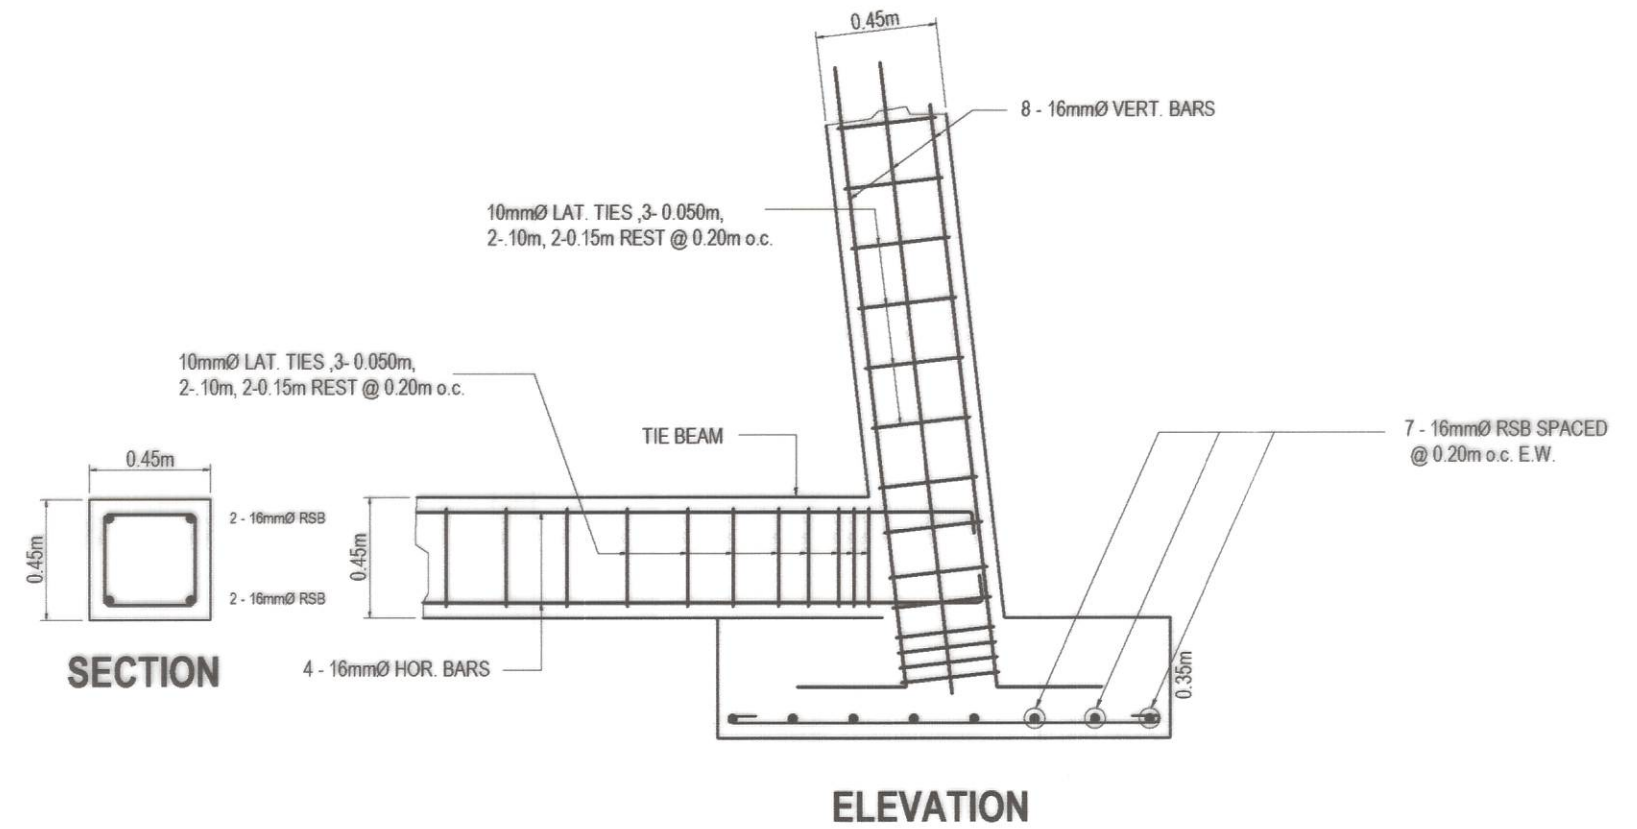 0.45m
8 - 16mmØ VERT. BARS
10mmØ LAT. TIES ,3- 0.050m,
2-.10m, 2-0.15m REST @ 0.20m o.c.
10mmØ LAT. TIES ,3- 0.050m,
2-.10m, 2-0.15m REST @ 0.20m o.c.
TIE BEAM
7 - 16mmØ RSB SPACED
@ 0.20m o.c. E.W.
0.45m
0.45m
2 - 16mmØ RSB
2 - 16mmØ RSB
0.45m
4 - 16mmØ HOR. BARS
0.35m
SECTION
ELEVATION